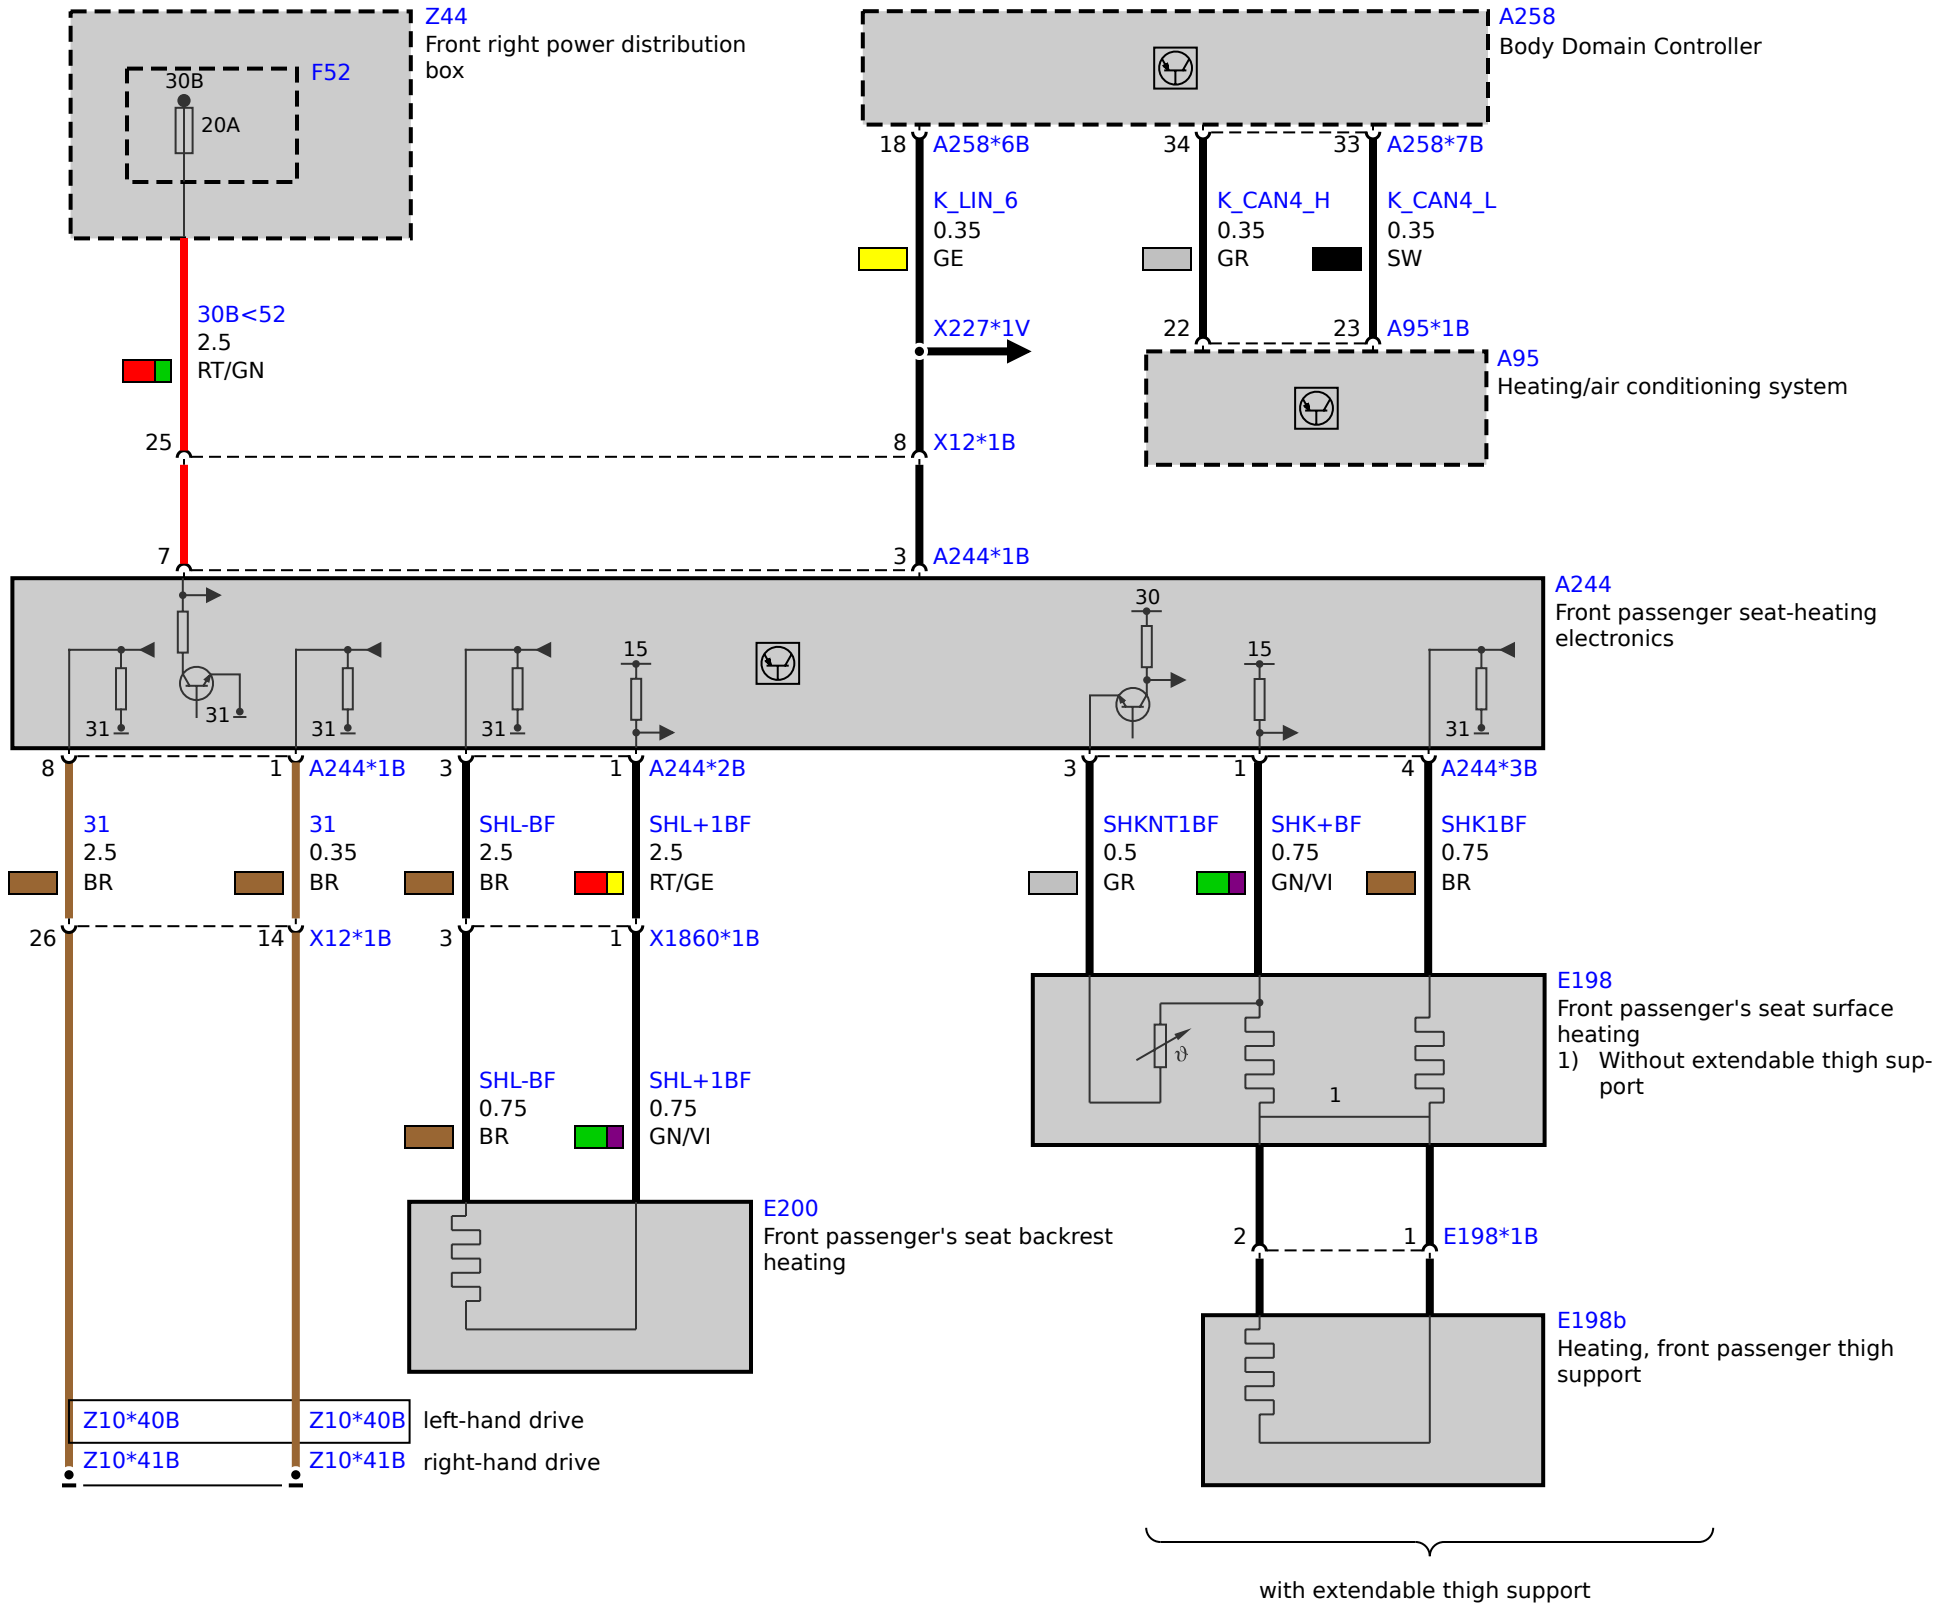 Z44
Front right power distribution
box
F52
30B
20A
A258
Body Domain Controller
18
A258*6B
34
33
A258*7B
K_LIN_6
0.35
GE
K_CAN4_H
0.35
GR
K_CAN4_L
0.35
SW
30B<52
2.5
RT/GN
X227*1V
22
23
A95*1B
A95
Heating/air conditioning system
25
8
X12*1B
7
3
A244*1B
A244
Front passenger seat-heating
electronics
31
31
31
31
15
30
15
31
8
1
A244*1B
3
1
A244*2B
3
1
4
A244*3B
31
2.5
BR
31
0.35
BR
SHL-BF
2.5
BR
SHL+1BF
2.5
RT/GE
SHKNT1BF
0.5
GR
SHK+BF
0.75
GN/VI
SHK1BF
0.75
BR
26
14
X12*1B
3
1
X1860*1B
E198
Front passenger's seat surface
heating
1) Without extendable thigh sup-
port
ϑ
1
SHL-BF
0.75
BR
SHL+1BF
0.75
GN/VI
E200
Front passenger's seat backrest
heating
2
1
E198*1B
E198b
Heating, front passenger thigh
support
Z10*40B
Z10*40B
left-hand drive
Z10*41B
Z10*41B
right-hand drive
with extendable thigh support